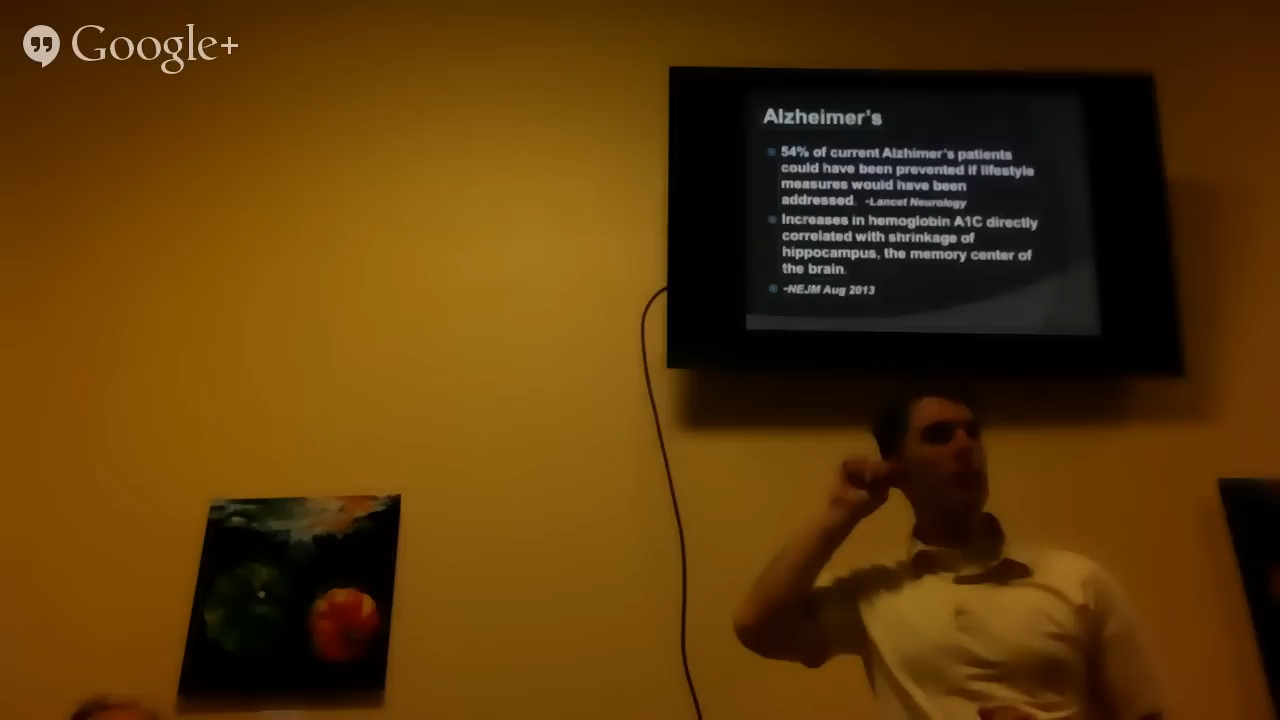 Google+
Alzheimer's
54% of current Alzhimer's patients
could have been prevented if lifestyle
measures would have been
addressed. -Lancet Neurology
Increases in hemoglobin A1C directly
correlated with shrinkage of
hippocampus, the memory center of
the brain.
-NEJM Aug 2013